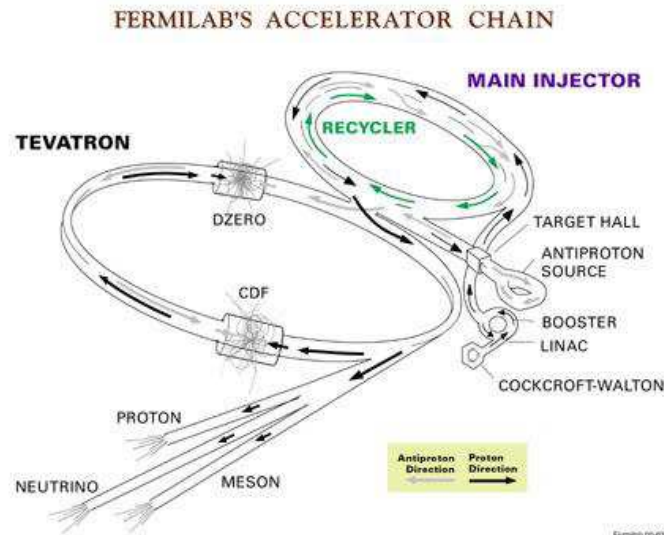 FERMILAB'S ACCELERATOR CHAIN
MAIN INJECTOR
RECYCLER
TEVATRON
DZERO
TARGET HALL
ANTIPROTON
SOURCE
CDF
BOOSTER
LINAC
COCKCROFT-WALTON
PROTON
NEUTRINO
MESON
Antiproton Proton
Direction Direction